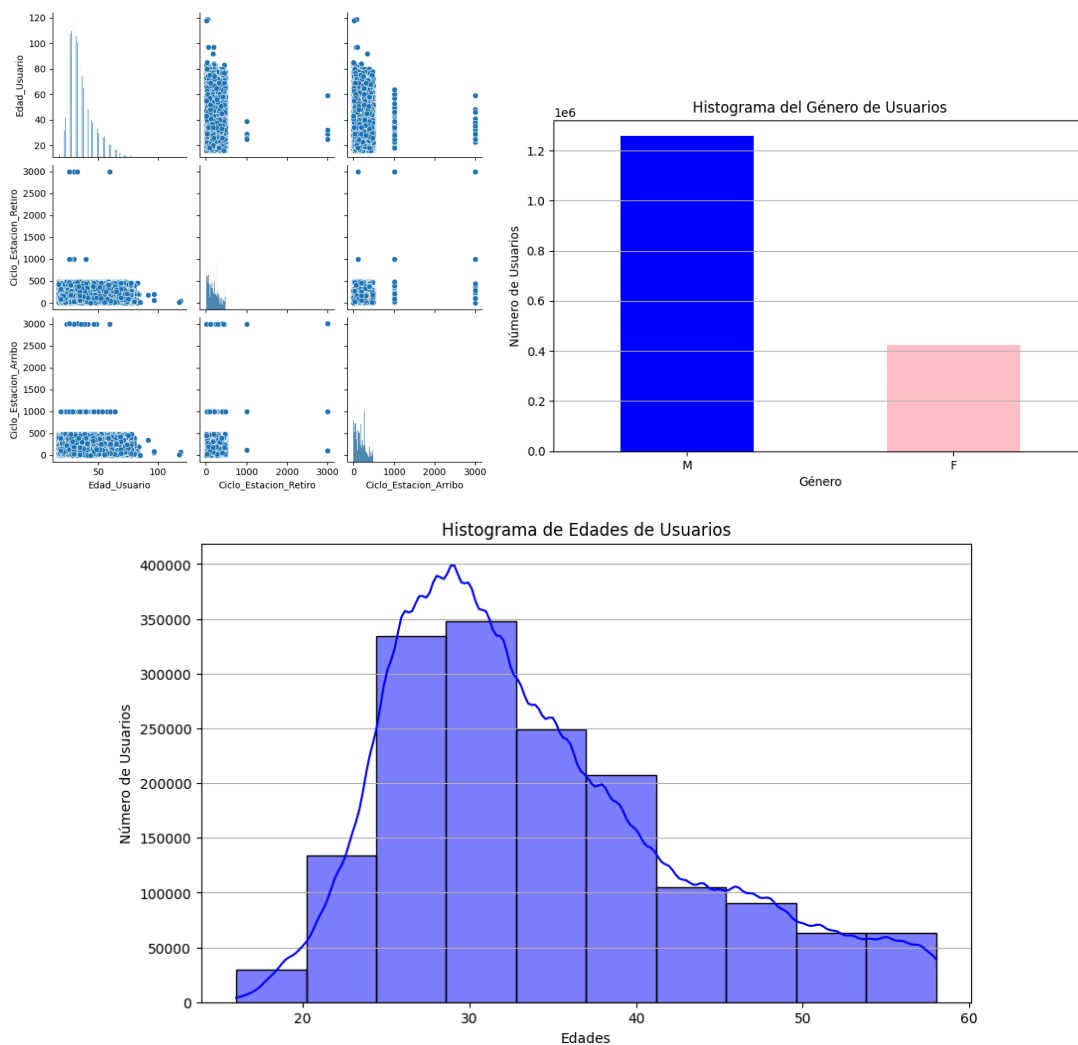 120
100
80
60
40
20
Edad_Usuario
3000
2500
2000
1500
1000
500
0
Ciclo_Estacion_Retiro
3000
2500
2000
1500
1000
500
0
Ciclo_Estacion_Arribo
50 100
Edad_Usuario
0 1000 2000 3000
Ciclo_Estacion_Retiro
0 1000 2000 3000
Ciclo_Estacion_Arribo
Histograma del Género de Usuarios
1e6
1.2
1.0
0.8
0.6
0.4
0.2
0.0
Número de Usuarios
M F
Género
Histograma de Edades de Usuarios
400000
350000
300000
250000
200000
150000
100000
50000
0
Número de Usuarios
20 30 40 50 60
Edades